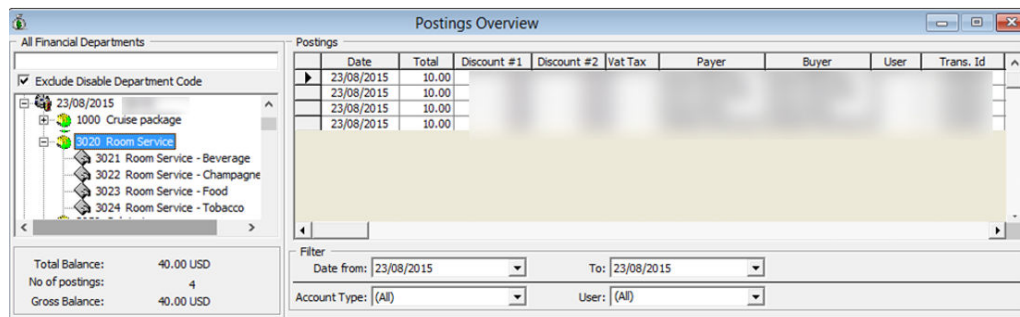 Postings Overview
All Financial Departments
Exclude Disable Department Code
23/08/2015
1000 Cruise package
3020 Room Service
3021 Room Service - Beverage
3022 Room Service - Champagne
3023 Room Service - Food
3024 Room Service - Tobacco
Total Balance: 40.00 USD
No of postings: 4
Gross Balance: 40.00 USD
Postings
Date Total Discount #1 Discount #2 Vat Tax Payer Buyer User Trans. Id
23/08/2015 10.00
23/08/2015 10.00
23/08/2015 10.00
23/08/2015 10.00
Filter
Date from: 23/08/2015 To: 23/08/2015
Account Type: (All) User: (All)